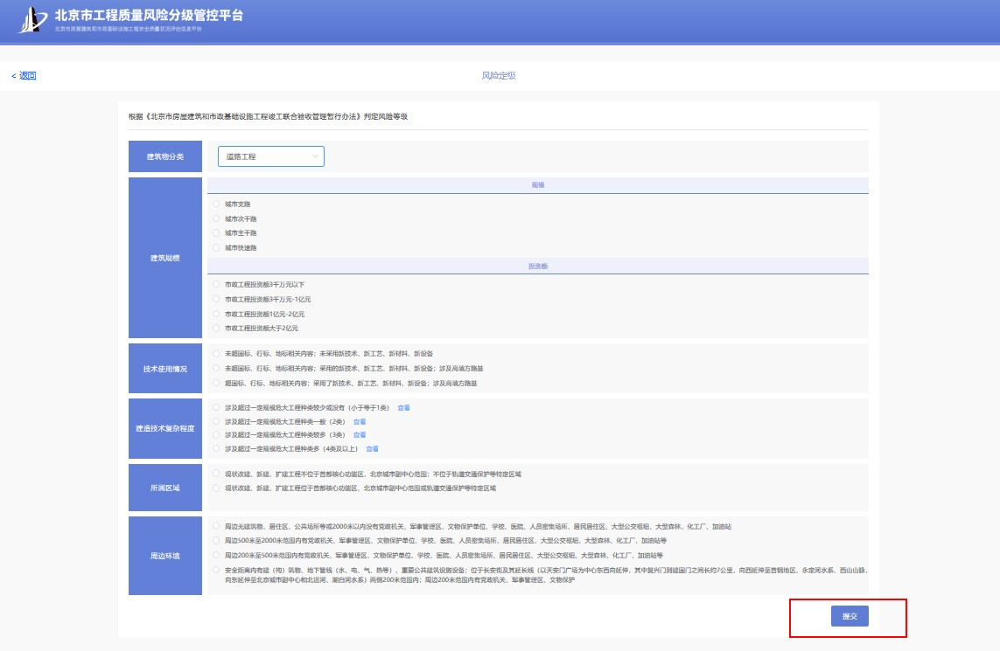 北京市工程质量风险分级管控平台
北京市房屋建筑和市政基础设施工程安全质量状况评估信息平台
< 返回
风险定级
根据《北京市房屋建筑和市政基础设施工程竣工联合验收管理暂行办法》判定风险等级
建筑物分类
道路工程
建筑规模
规模
城市支路
城市次干路
城市主干路
城市快速路
投资额
市政工程投资额3千万元以下
市政工程投资额3千万元-1亿元
市政工程投资额1亿元-2亿元
市政工程投资额大于2亿元
技术使用情况
未超国标、行标、地标相关内容；未采用新技术、新工艺、新材料、新设备
未超国标、行标、地标相关内容；采用的新技术、新工艺、新材料、新设备；涉及高填方路基
超国标、行标、地标相关内容；采用了新技术、新工艺、新材料、新设备；涉及高填方路基
建造技术复杂程度
涉及超过一定规模危大工程种类较少或没有（小于等于1类） 查看
涉及超过一定规模危大工程种类一般（2类） 查看
涉及超过一定规模危大工程种类较多（3类） 查看
涉及超过一定规模危大工程种类多（4类及以上） 查看
所属区域
现状改建、新建、扩建工程不位于首都核心功能区、北京城市副中心范围；不位于轨道交通保护等特定区域
现状改建、新建、扩建工程位于首都核心功能区、北京城市副中心范围或轨道交通保护等特定区域
周边环境
周边无建筑物、居住区、公共场所等或2000米以内没有党政机关、军事管理区、文物保护单位、学校、医院、人员密集场所、居民居住区、大型公交枢纽、大型森林、化工厂、加油站
周边500米至2000米范围内有党政机关、军事管理区、文物保护单位、学校、医院、人员密集场所、居民居住区、大型公交枢纽、大型森林、化工厂、加油站等
周边200米至500米范围内有党政机关、军事管理区、文物保护单位、学校、医院、人员密集场所、居民居住区、大型公交枢纽、大型森林、化工厂、加油站等
安全距离内有建（构）筑物、地下管线（水、电、气、热等）、重要公共建筑设施设备；位于长安街及其延长线（以天安门广场为中心东西向延伸，其中复兴门到建国门之间长约7公里，向西延伸至首钢地区、永定河水系、西山山脉，
向东延伸至北京城市副中心和北运河、潮白河水系）两侧200米范围内；周边200米范围内有党政机关、军事管理区、文物保护
提交